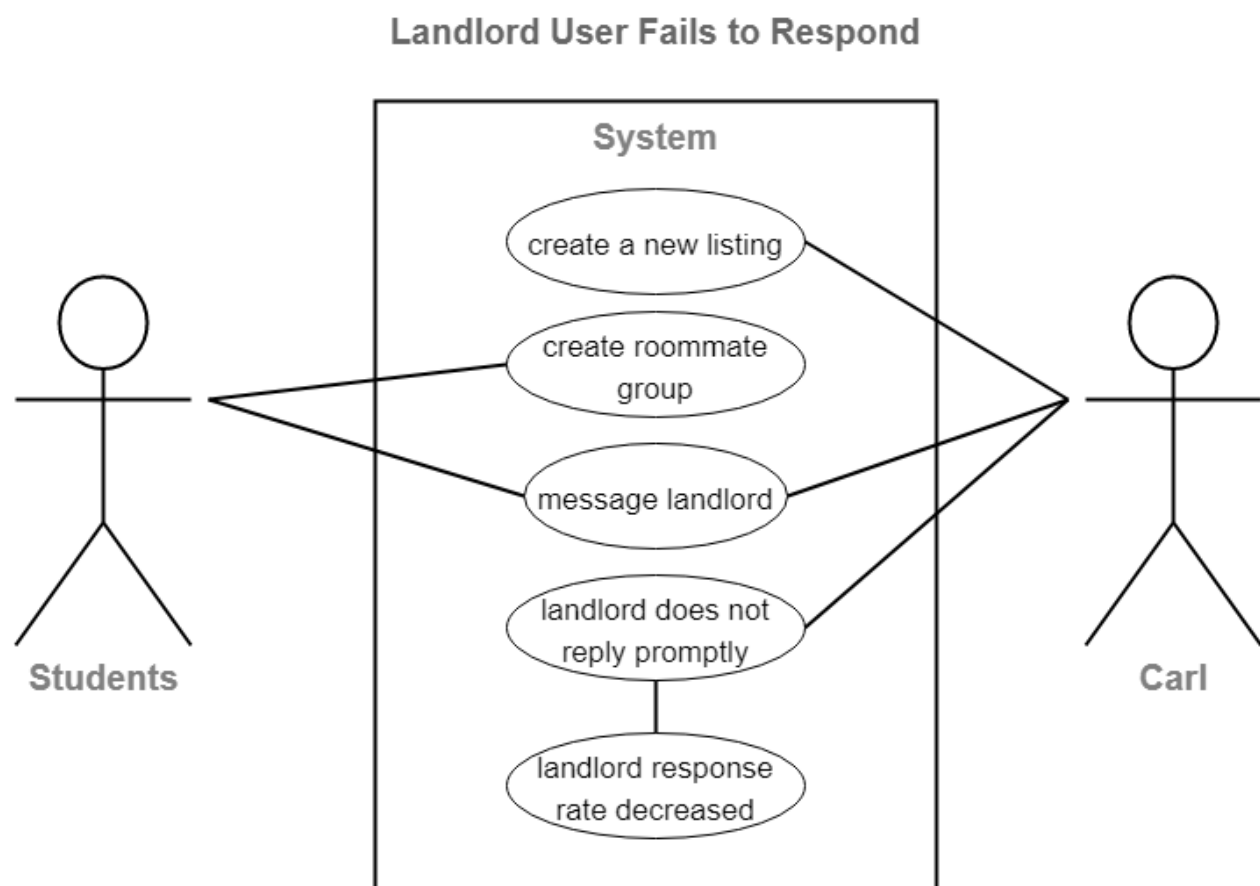 Landlord User Fails to Respond
System
create a new listing
create roommate
group
message landlord
landlord does not
reply promptly
landlord response
rate decreased
Students
Carl